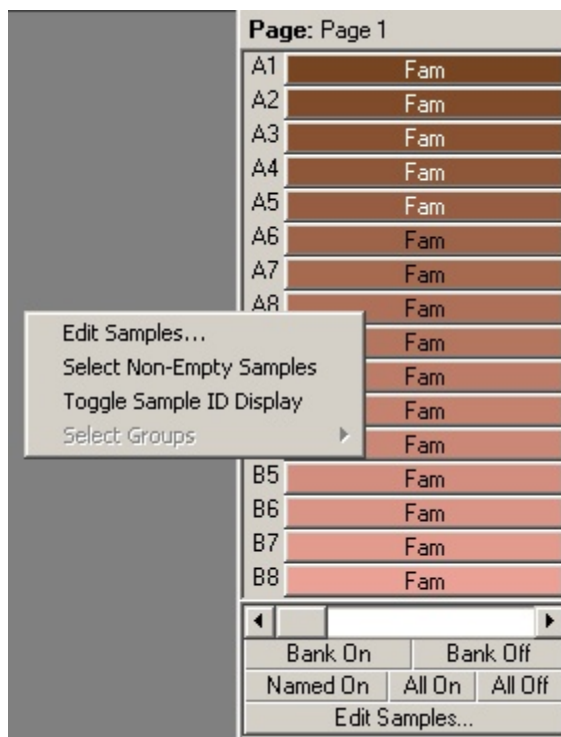 Page: Page 1
A1 Fam
A2 Fam
A3 Fam
A4 Fam
A5 Fam
A6 Fam
A7 Fam
A8 Fam
Edit Samples...
Fam
Select Non-Empty Samples
Fam
Toggle Sample ID Display
Fam
Select Groups
Fam
B5 Fam
B6 Fam
B7 Fam
B8 Fam
Bank On Bank Off
Named On All On All Off
Edit Samples...